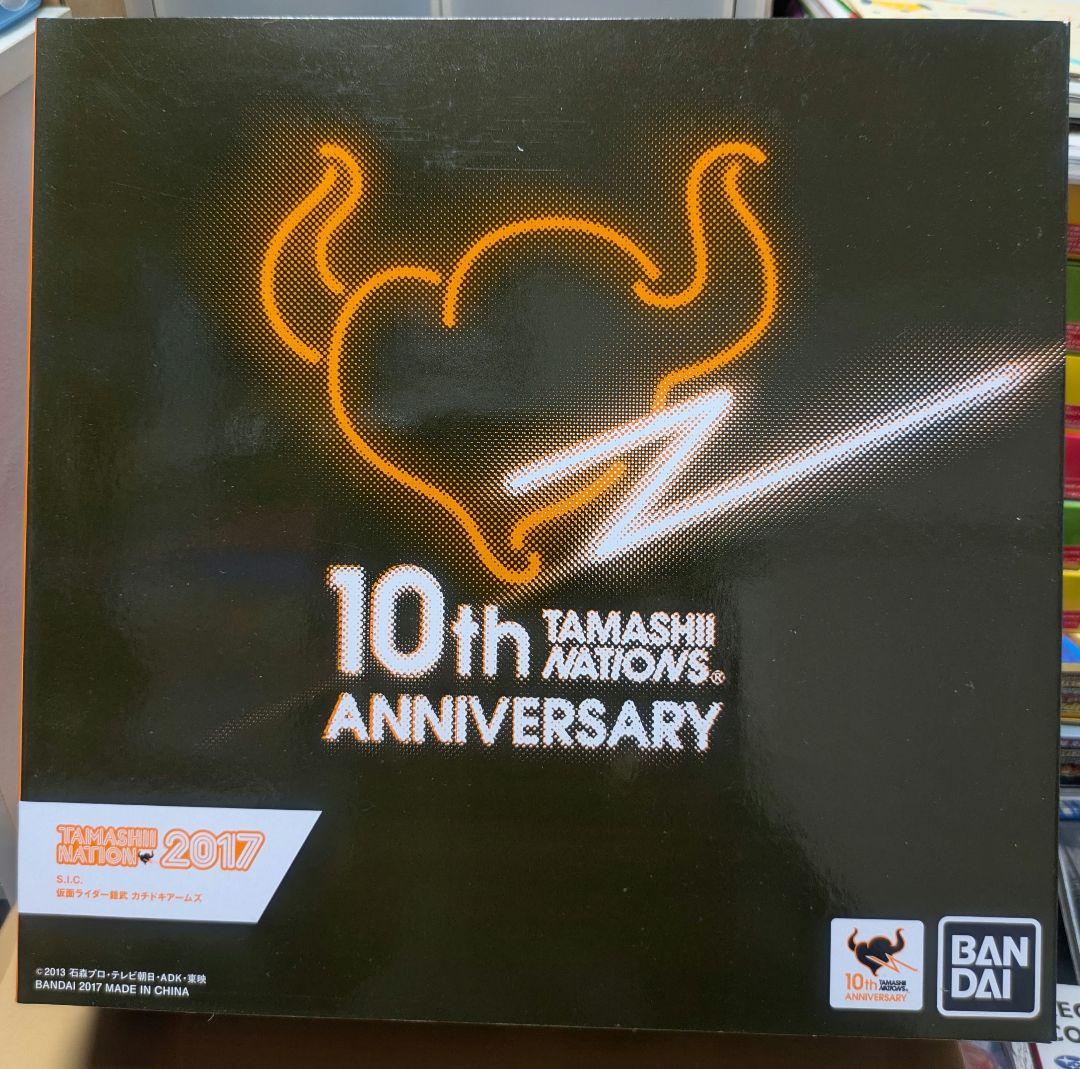 10th TAMASHII
NATIONS®
ANNIVERSARY
TAMASHII
NATION 2017
S.I.C.
仮面ライダー鎧武 カチドキアームズ
©2013 石森プロ・テレビ朝日・ADK・東映
BANDAI 2017 MADE IN CHINA
10th TAMASHII
NATIONS®
ANNIVERSARY
BAN
DAI